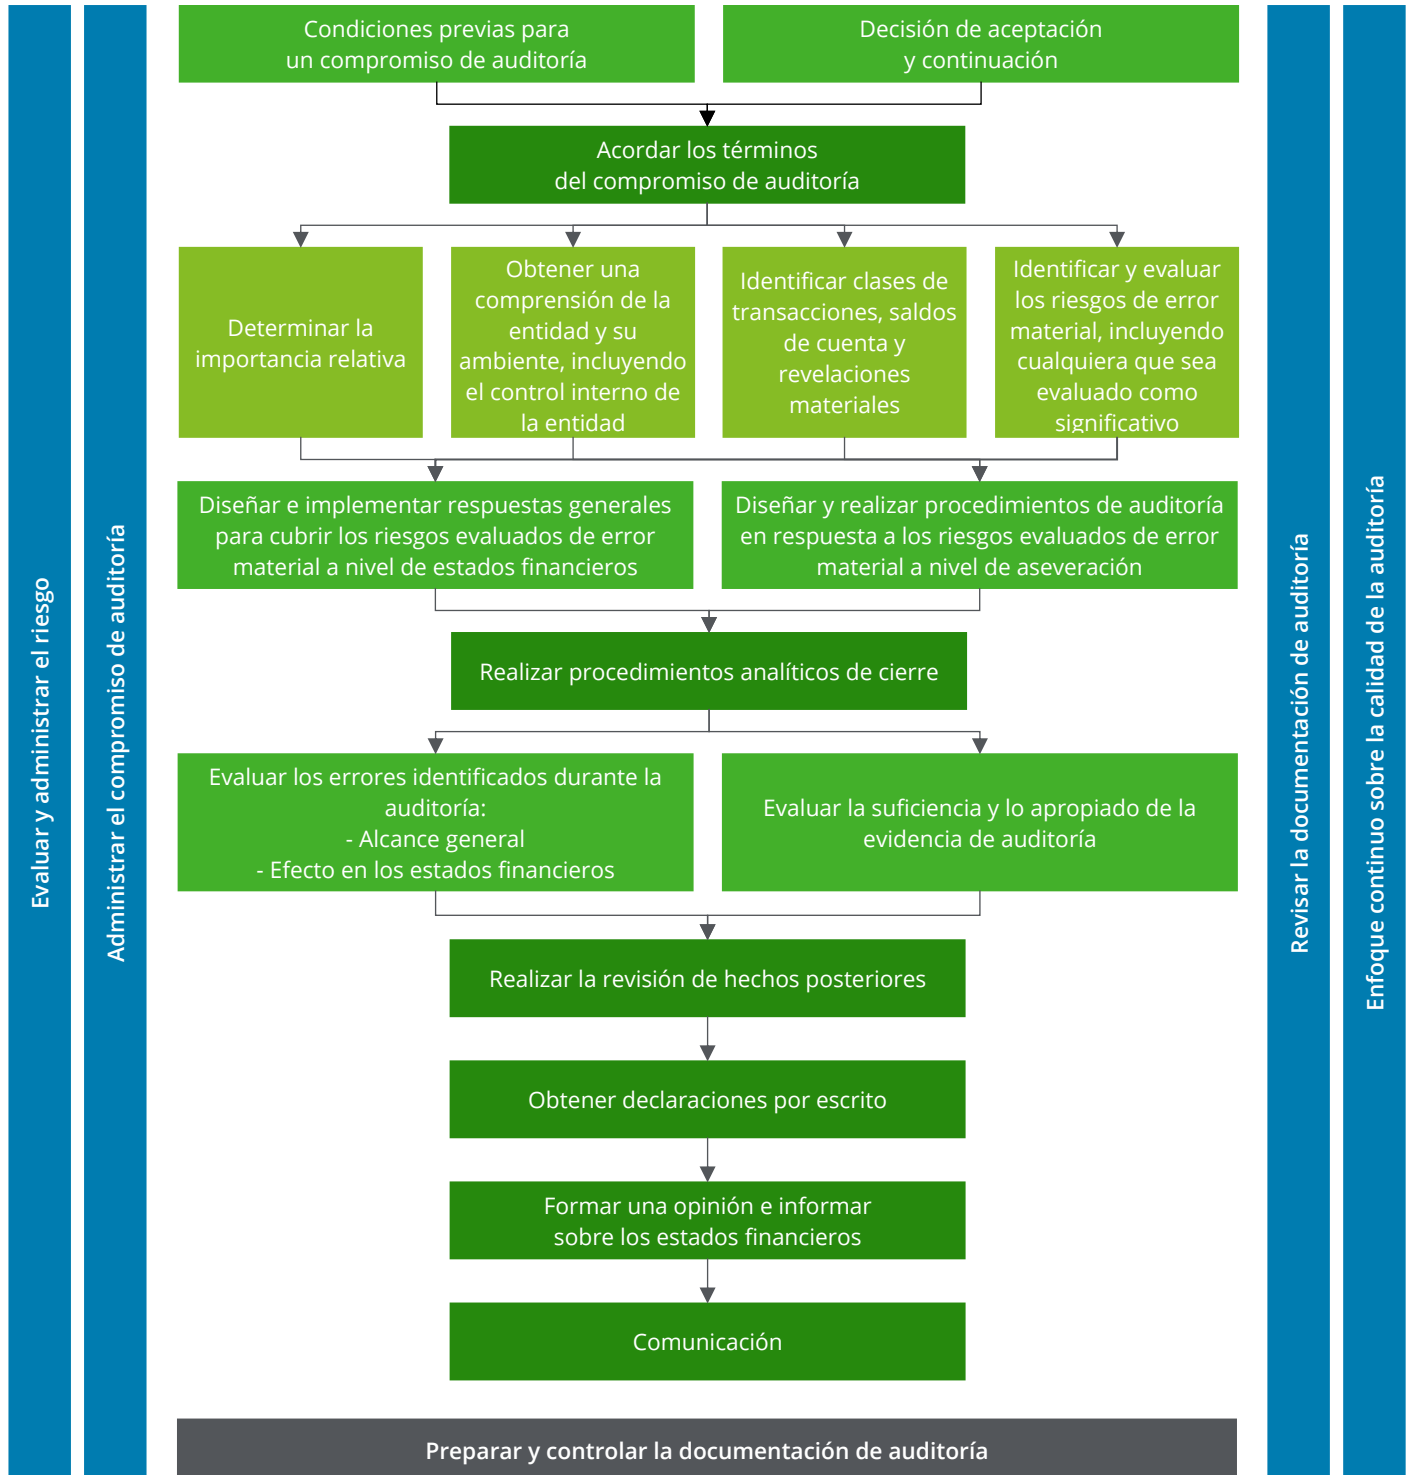 Evaluar y administrar el riesgo
Administrar el compromiso de auditoría
Condiciones previas para
un compromiso de auditoría
Decisión de aceptación
y continuación
Acordar los términos
del compromiso de auditoría
Determinar la
importancia relativa
Obtener una
comprensión de la
entidad y su
ambiente, incluyendo
el control interno de
la entidad
Identificar clases de
transacciones, saldos
de cuenta y
revelaciones
materiales
Identificar y evaluar
los riesgos de error
material, incluyendo
cualquiera que sea
evaluado como
significativo
Diseñar e implementar respuestas generales
para cubrir los riesgos evaluados de error
material a nivel de estados financieros
Diseñar y realizar procedimientos de auditoría
en respuesta a los riesgos evaluados de error
material a nivel de aseveración
Realizar procedimientos analíticos de cierre
Evaluar los errores identificados durante la
auditoría:
- Alcance general
- Efecto en los estados financieros
Evaluar la suficiencia y lo apropiado de la
evidencia de auditoría
Realizar la revisión de hechos posteriores
Obtener declaraciones por escrito
Formar una opinión e informar
sobre los estados financieros
Comunicación
Preparar y controlar la documentación de auditoría
Revisar la documentación de auditoría
Enfoque continuo sobre la calidad de la auditoría